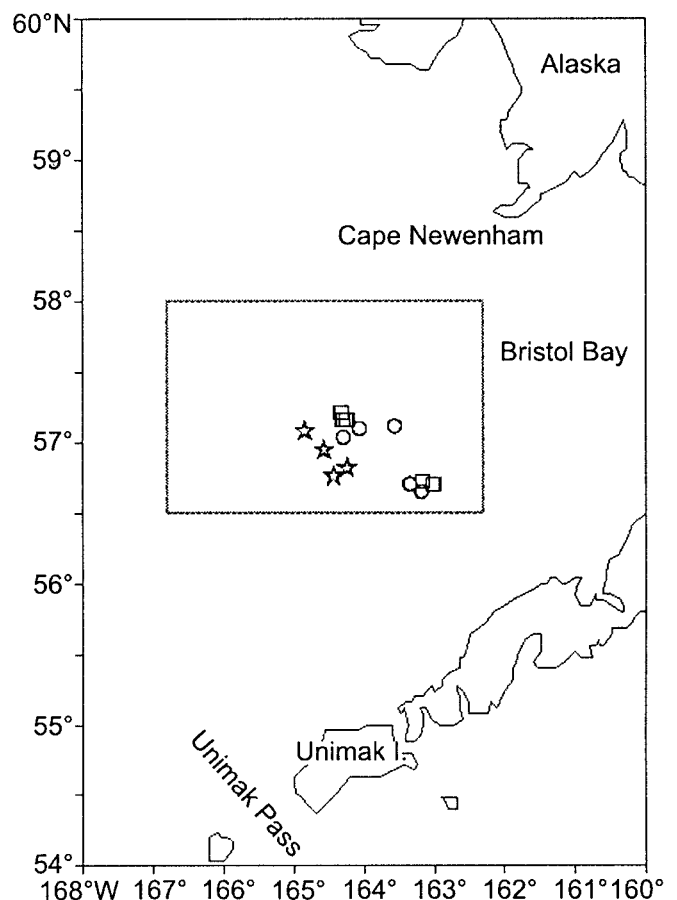 60°N
Alaska
59°
Cape Newenham
58°
Bristol Bay
57°
56°
55°
Unimak I.
Unimak Pass
54°
168°W 167° 166° 165° 164° 163° 162° 161° 160°